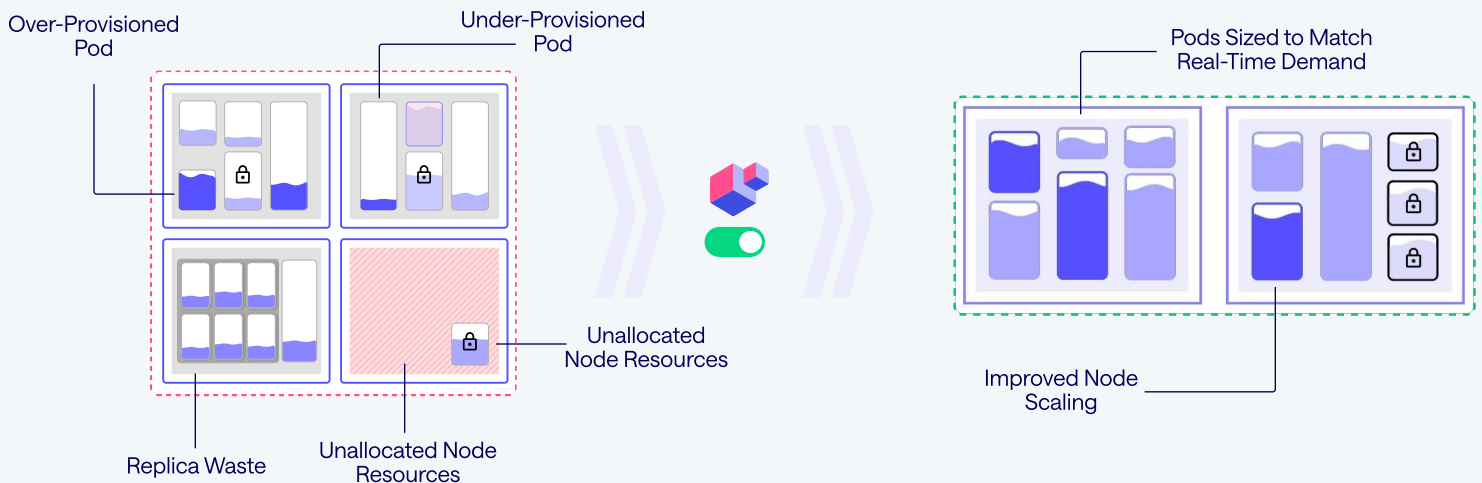 Over-Provisioned
Pod
Under-Provisioned
Pod
Pods Sized to Match
Real-Time Demand
Unallocated
Node Resources
Improved Node
Scaling
Replica Waste
Unallocated Node
Resources